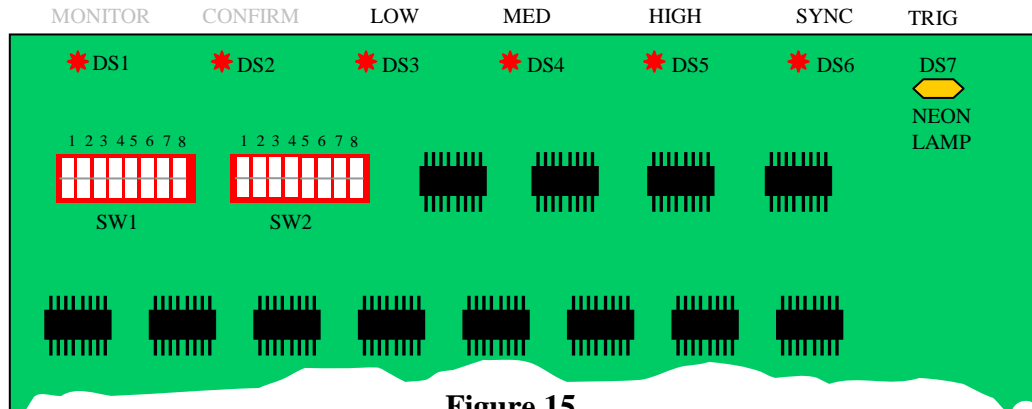 MONITOR CONFIRM LOW MED HIGH SYNC TRIG
DS1 DS2 DS3 DS4 DS5 DS6 DS7
NEON
LAMP
1 2 3 4 5 6 7 8 1 2 3 4 5 6 7 8
SW1 SW2
Figure 15